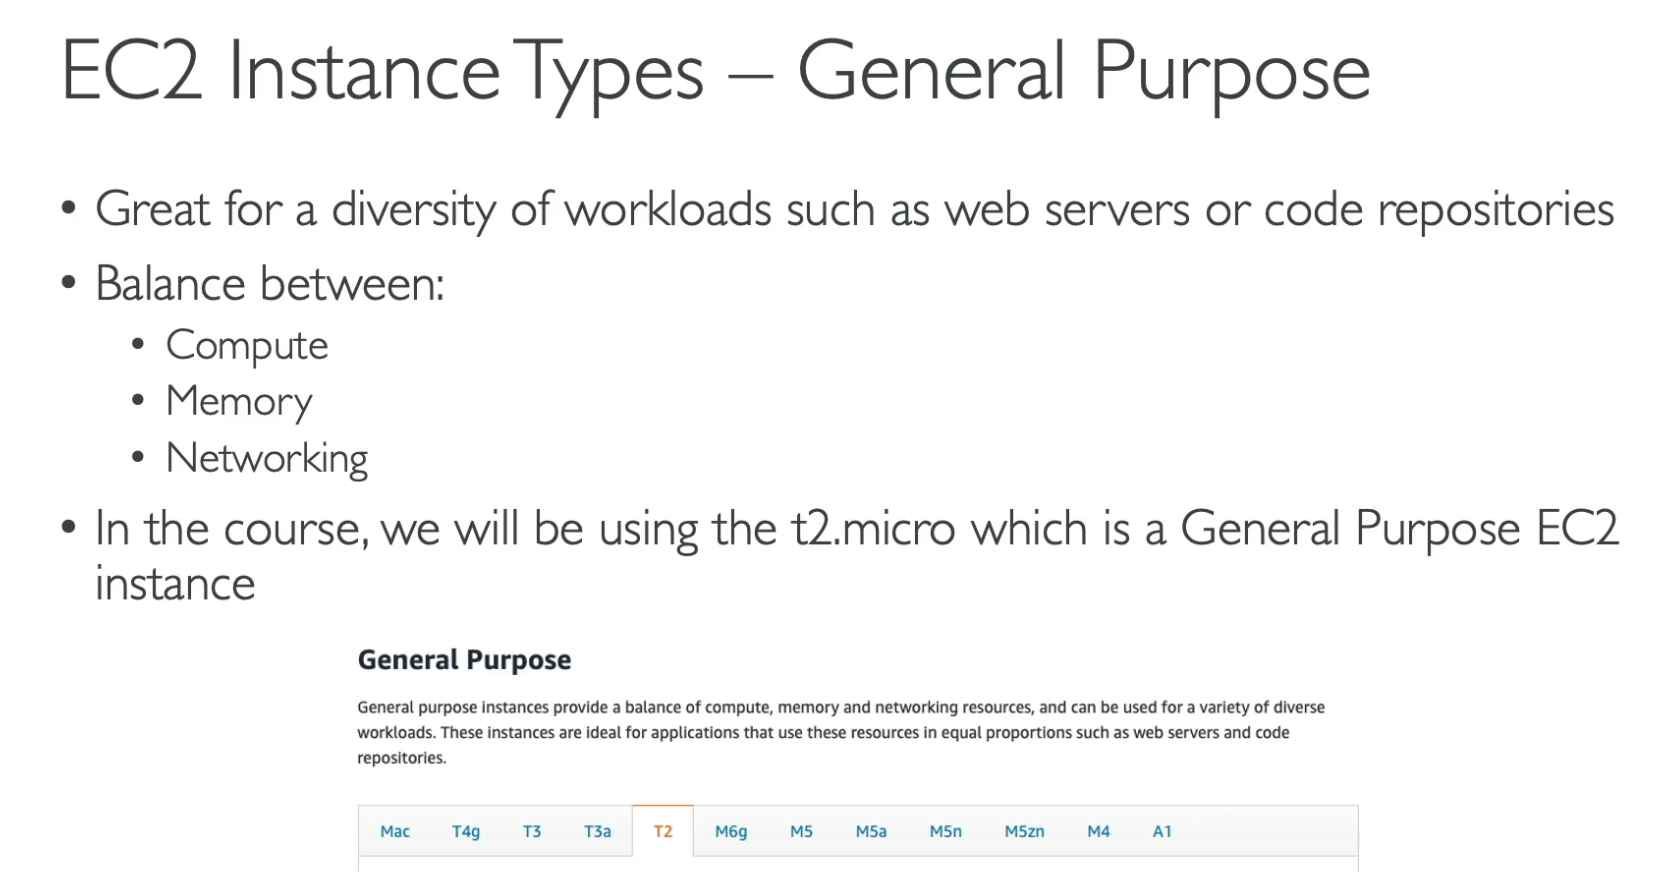 EC2 Instance Types – General Purpose
• Great for a diversity of workloads such as web servers or code repositories
• Balance between:
• Compute
• Memory
• Networking
• In the course, we will be using the t2.micro which is a General Purpose EC2
instance
General Purpose
General purpose instances provide a balance of compute, memory and networking resources, and can be used for a variety of diverse
workloads. These instances are ideal for applications that use these resources in equal proportions such as web servers and code
repositories.
Mac T4g T3 T3a T2 M6g M5 M5a M5n M5zn M4 A1